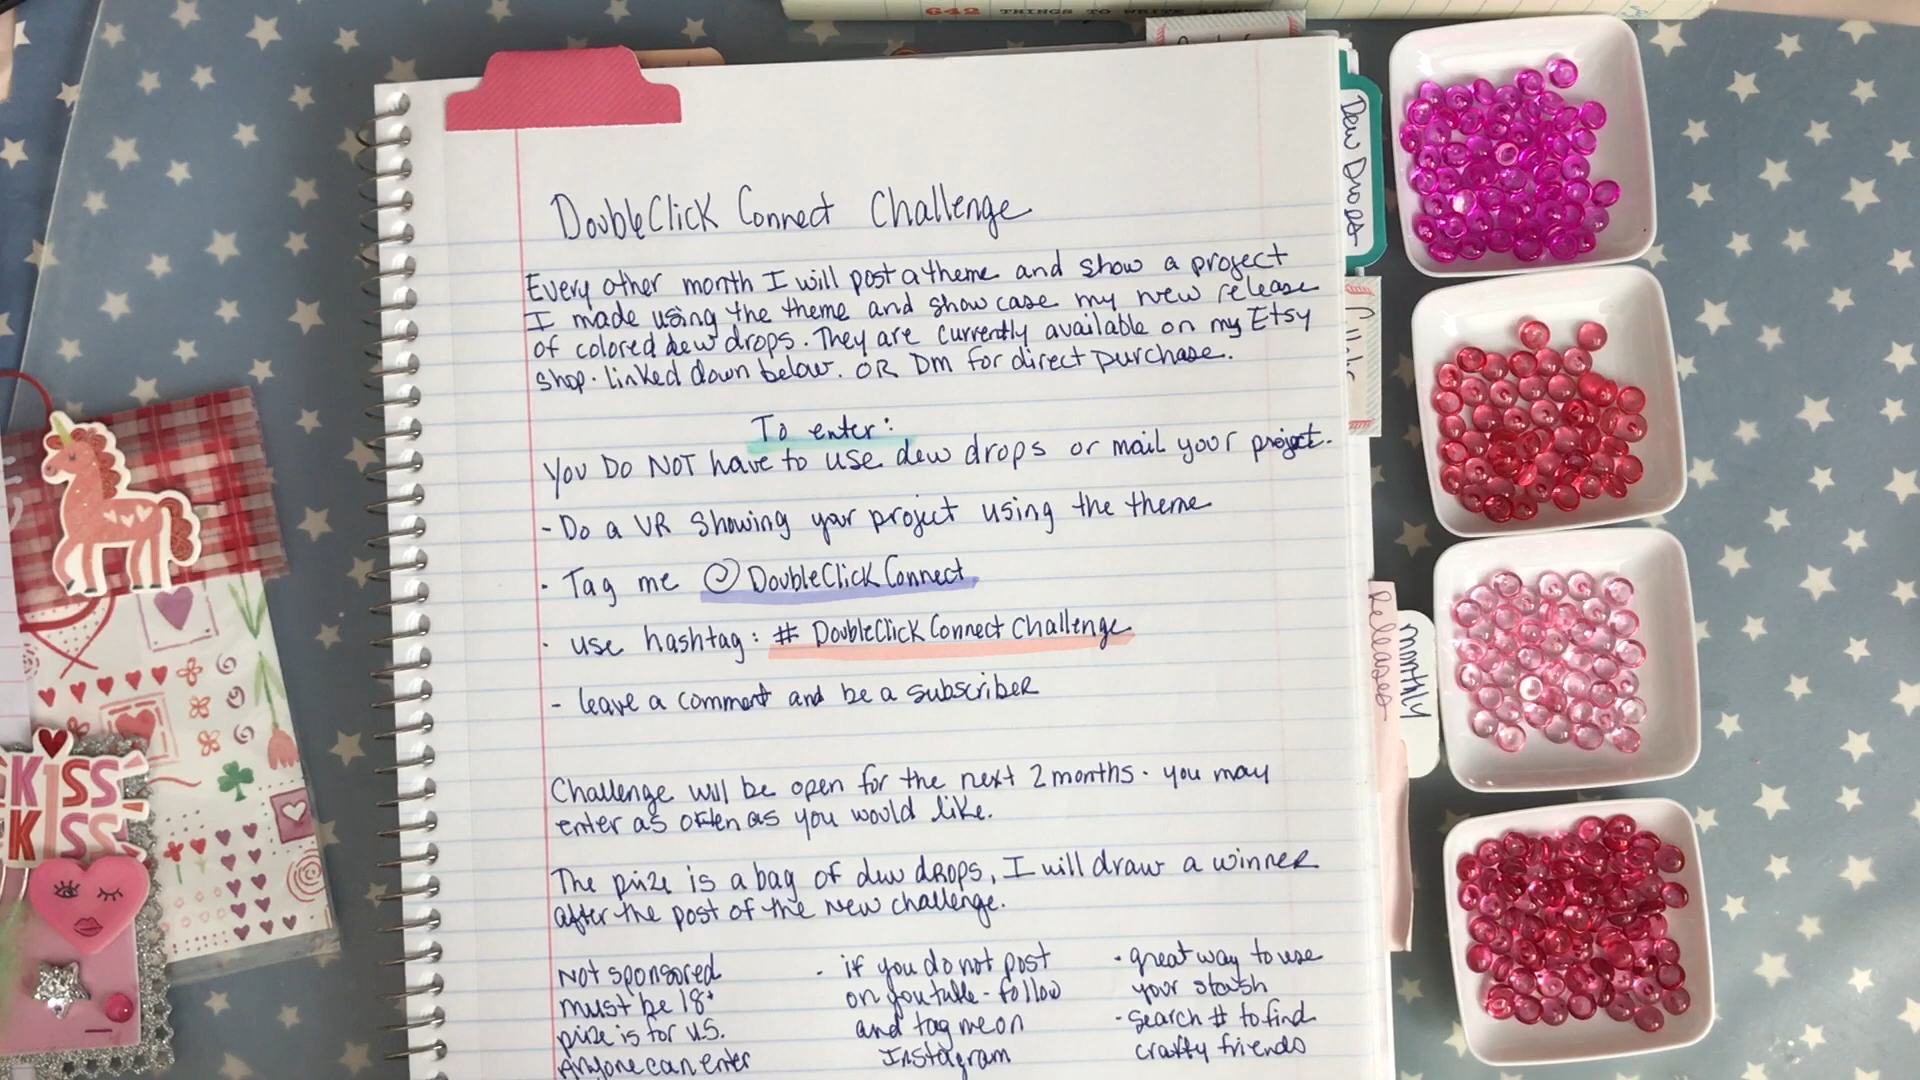 642 THINGS TO WRITE ABOUT
DoubleClick Connect Challenge
Every other month I will post a theme and show a project
I made using the theme and show case my new release
of colored dew drops. They are currently available on my Etsy
shop. linked down below. OR Dm for direct purchase.
To enter:
You DO NOT have to use dew drops or mail your project.
- Do a VR showing your project using the theme
- Tag me @DoubleClick Connect
- use hashtag: # DoubleClick Connect Challenge
- leave a comment and be a subscriber
Challenge will be open for the next 2 months. you may
enter as often as you would like.
The prize is a bag of dew drops, I will draw a winner
after the post of the new challenge.
Not sponsored
must be 18+
prize is for U.S.
Anyone can enter
- if you do not post
on youtube - follow
and tag me on
Instagram
- great way to use
your stash
- search # to find
crafty friends
Dew Drops
Releases
monthly
KISS
KISS